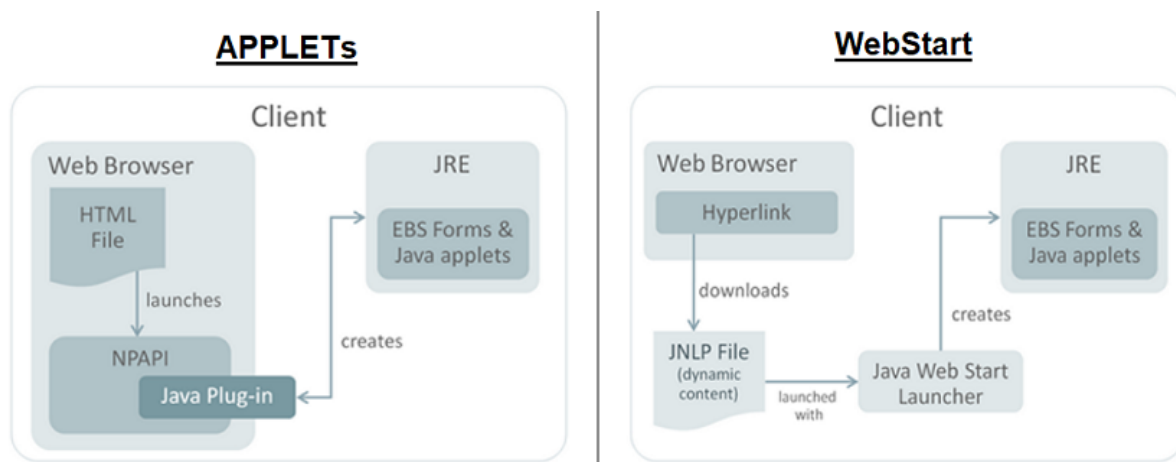 APPLETs
Client
Web Browser
HTML
File
launches
NPAPI
Java Plug-in
creates
JRE
EBS Forms &
Java applets
WebStart
Client
Web Browser
Hyperlink
downloads
JNLP File
(dynamic
content)
launched
with
Java Web Start
Launcher
creates
JRE
EBS Forms &
Java applets